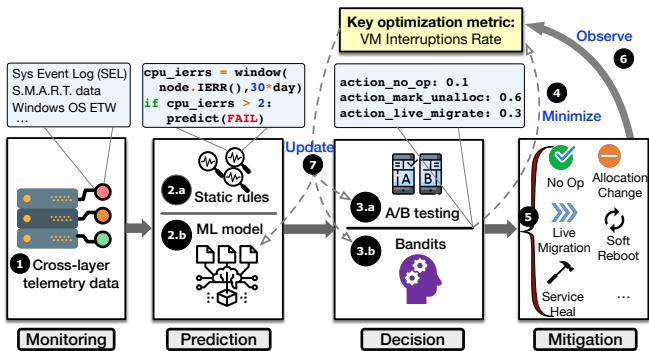 Key optimization metric:
VM Interruptions Rate
Observe
6
Sys Event Log (SEL)
S.M.A.R.T. data
Windows OS ETW
...
cpu_ierrs = window(
node.IERR(),30*day)
if cpu_ierrs > 2:
predict(FAIL)
action_no_op: 0.1
action_mark_unalloc: 0.6
action_live_migrate: 0.3
4
Minimize
Update
7
1
Cross-layer
telemetry data
2.a
Static rules
2.b
ML model
A
B
3.a
A/B testing
3.b
Bandits
5
No Op
Allocation
Change
Live
Migration
Soft
Reboot
Service
Heal
...
Monitoring
Prediction
Decision
Mitigation